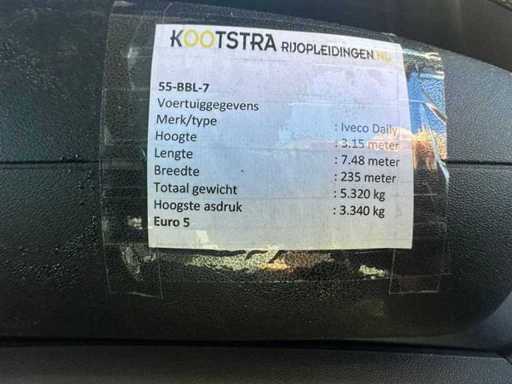 KOOTSTRA RIJOPLEIDINGEN.NU
55-BBL-7
Voertuiggegevens
Merk/type : Iveco Daily
Hoogte : 3.15 meter
Lengte : 7.48 meter
Breedte : 235 meter
Totaal gewicht : 5.320 kg
Hoogste asdruk : 3.340 kg
Euro 5